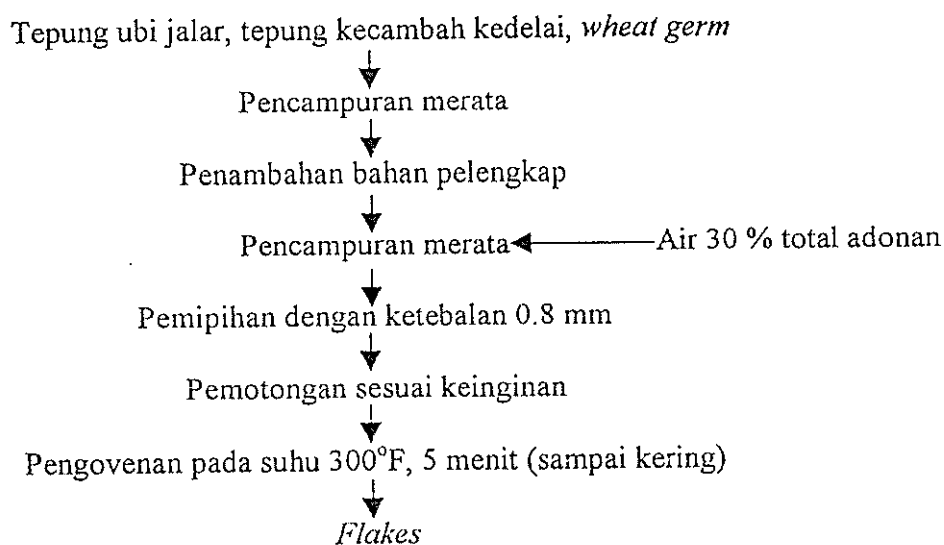 Tepung ubi jalar, tepung kecambah kedelai, wheat germ
Pencampuran merata
Penambahan bahan pelengkap
Pencampuran merata
Air 30 % total adonan
Pemipihan dengan ketebalan 0.8 mm
Pemotongan sesuai keinginan
Pengovenan pada suhu 300°F, 5 menit (sampai kering)
Flakes